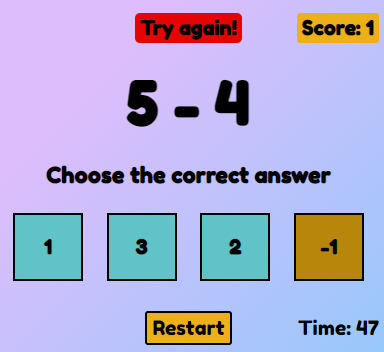 Try again! Score: 1
5 - 4
Choose the correct answer
1 3 2 -1
Restart Time: 47